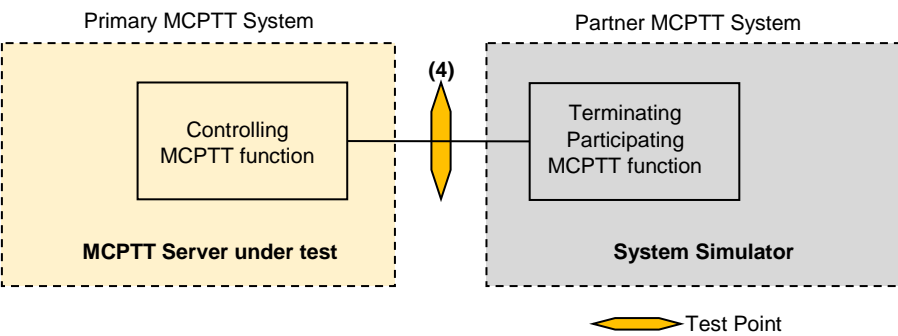 Primary MCPTT System
Partner MCPTT System
(4)
Controlling
MCPTT function
Terminating
Participating
MCPTT function
MCPTT Server under test
System Simulator
Test Point